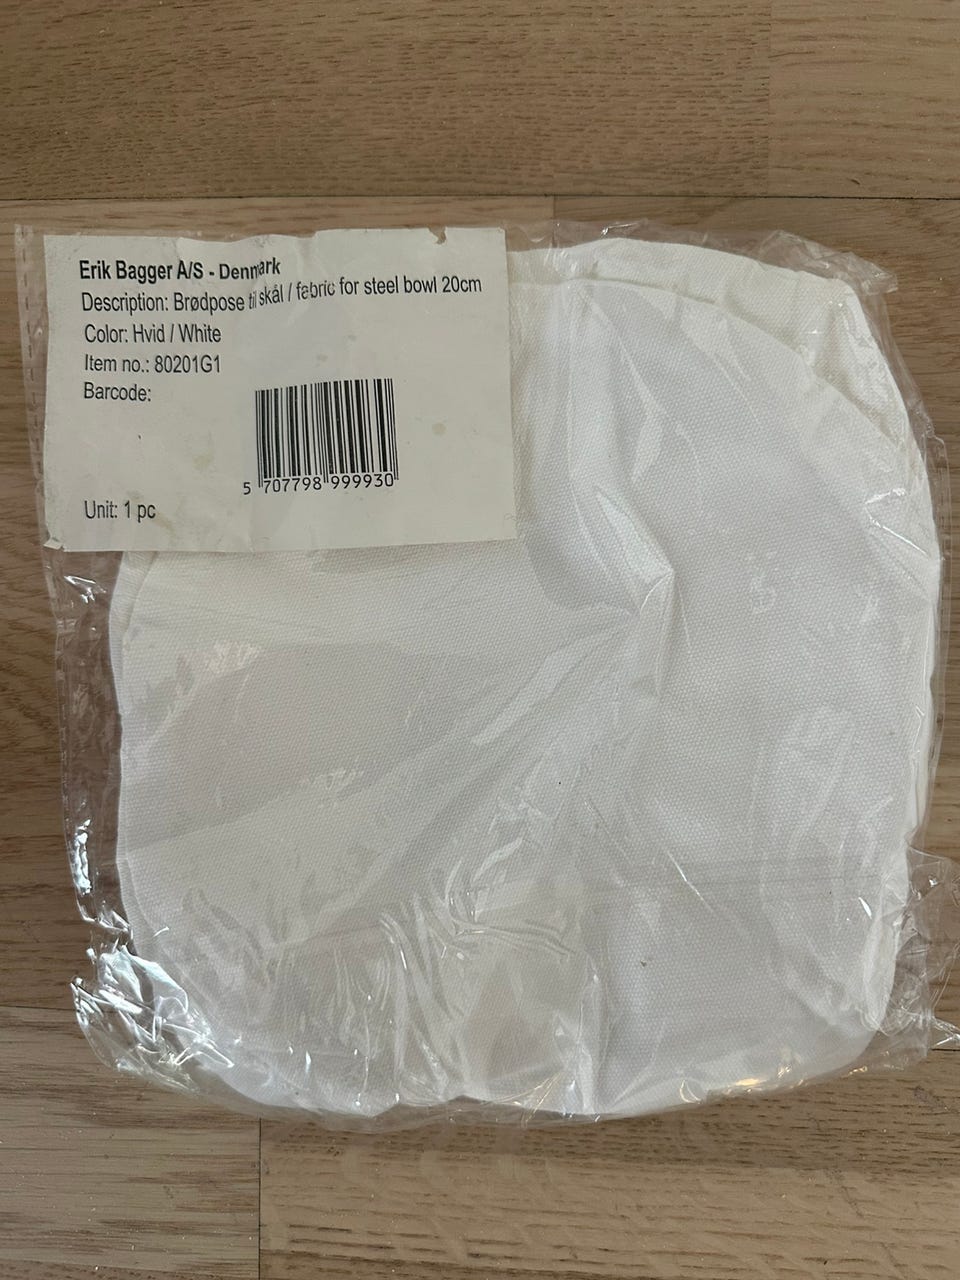 Erik Bagger A/S - Denmark
Description: Brødpose til skål / fabric for steel bowl 20cm
Color: Hvid / White
Item no.: 80201G1
Barcode:
5 707798 999930
Unit: 1 pc